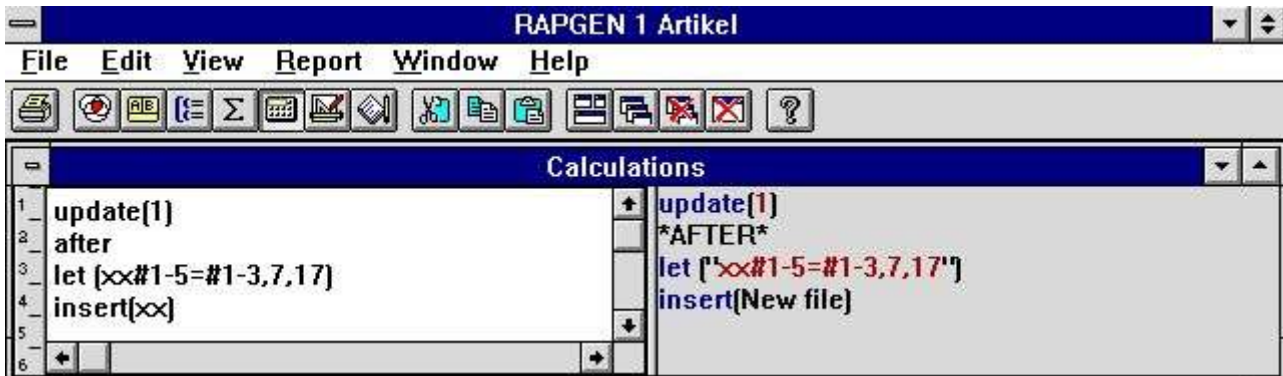 RAPGEN 1 Artikel
File Edit View Report Window Help
Calculations
1 update(1)
2 after
3 let (xx#1-5=#1-3,7,17)
4 insert(xx)
5
6
update(1)
*AFTER*
let ("xx#1-5=#1-3,7,17")
insert(New file)